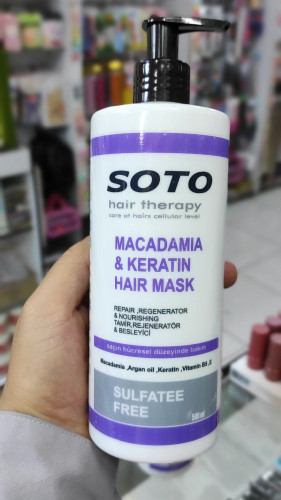 SOTO
hair therapy
care of hairs cellular level
MACADAMIA
& KERATIN
HAIR MASK
REPAIR ,REGENERATOR
& NOURISHING
TAMİR,REJENERATÖR
& BESLEYİCİ
saçın hücresel düzeyinde bakım
Macadamia ,Argan oil ,Keratin ,Vitamin B5 ,E
SULFATEE
FREE
500 ml